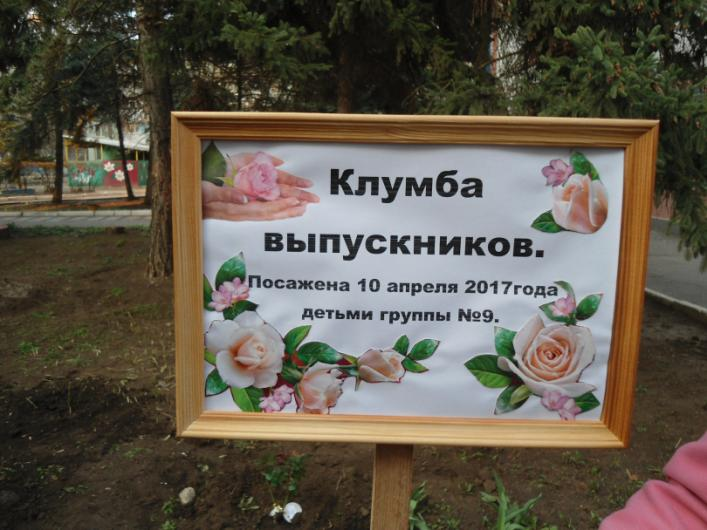 Клумба
выпускников.
Посажена 10 апреля 2017года
детьми группы №9.